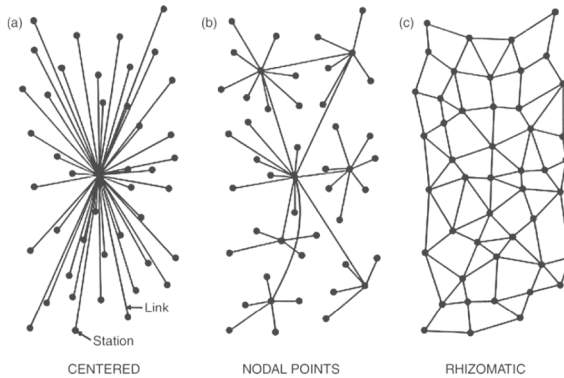 (a)
(b)
(c)
Link
Station
CENTERED
NODAL POINTS
RHIZOMATIC